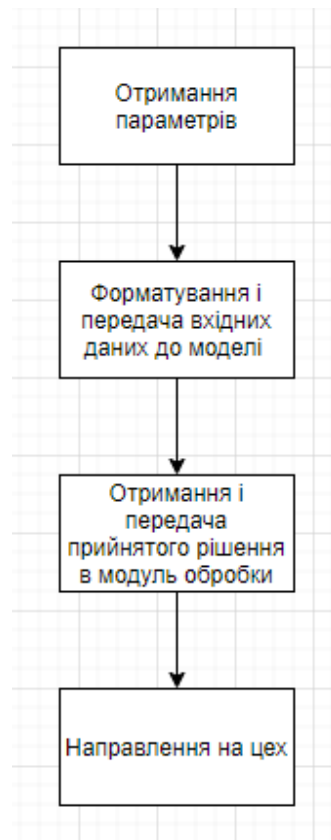 Отримання
параметрів
Форматування і
передача вхідних
даних до моделі
Отримання і
передача
прийнятого рішення
в модуль обробки
Направлення на цех